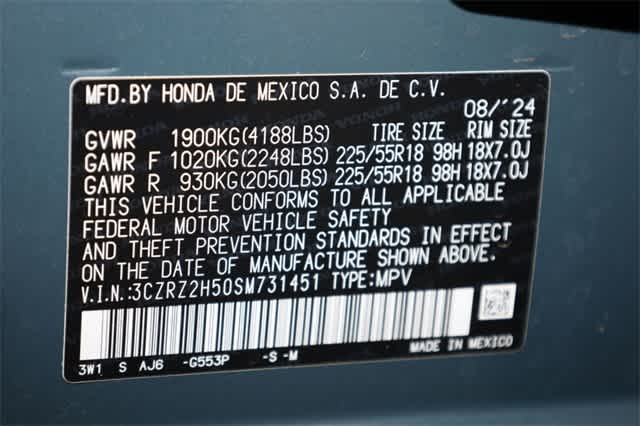 MFD.BY HONDA DE MEXICO S.A. DE C.V.
08/'24
GVWR 1900KG(4188LBS) TIRE SIZE RIM SIZE
GAWR F 1020KG(2248LBS) 225/55R18 98H 18X7.0J
GAWR R 930KG(2050LBS) 225/55R18 98H 18X7.0J
THIS VEHICLE CONFORMS TO ALL APPLICABLE
FEDERAL MOTOR VEHICLE SAFETY
AND THEFT PREVENTION STANDARDS IN EFFECT
ON THE DATE OF MANUFACTURE SHOWN ABOVE.
V.I.N.:3CZRZ2H50SM731451 TYPE:MPV
MADE IN MEXICO
3W1 S AJ6 -G553P -S -M